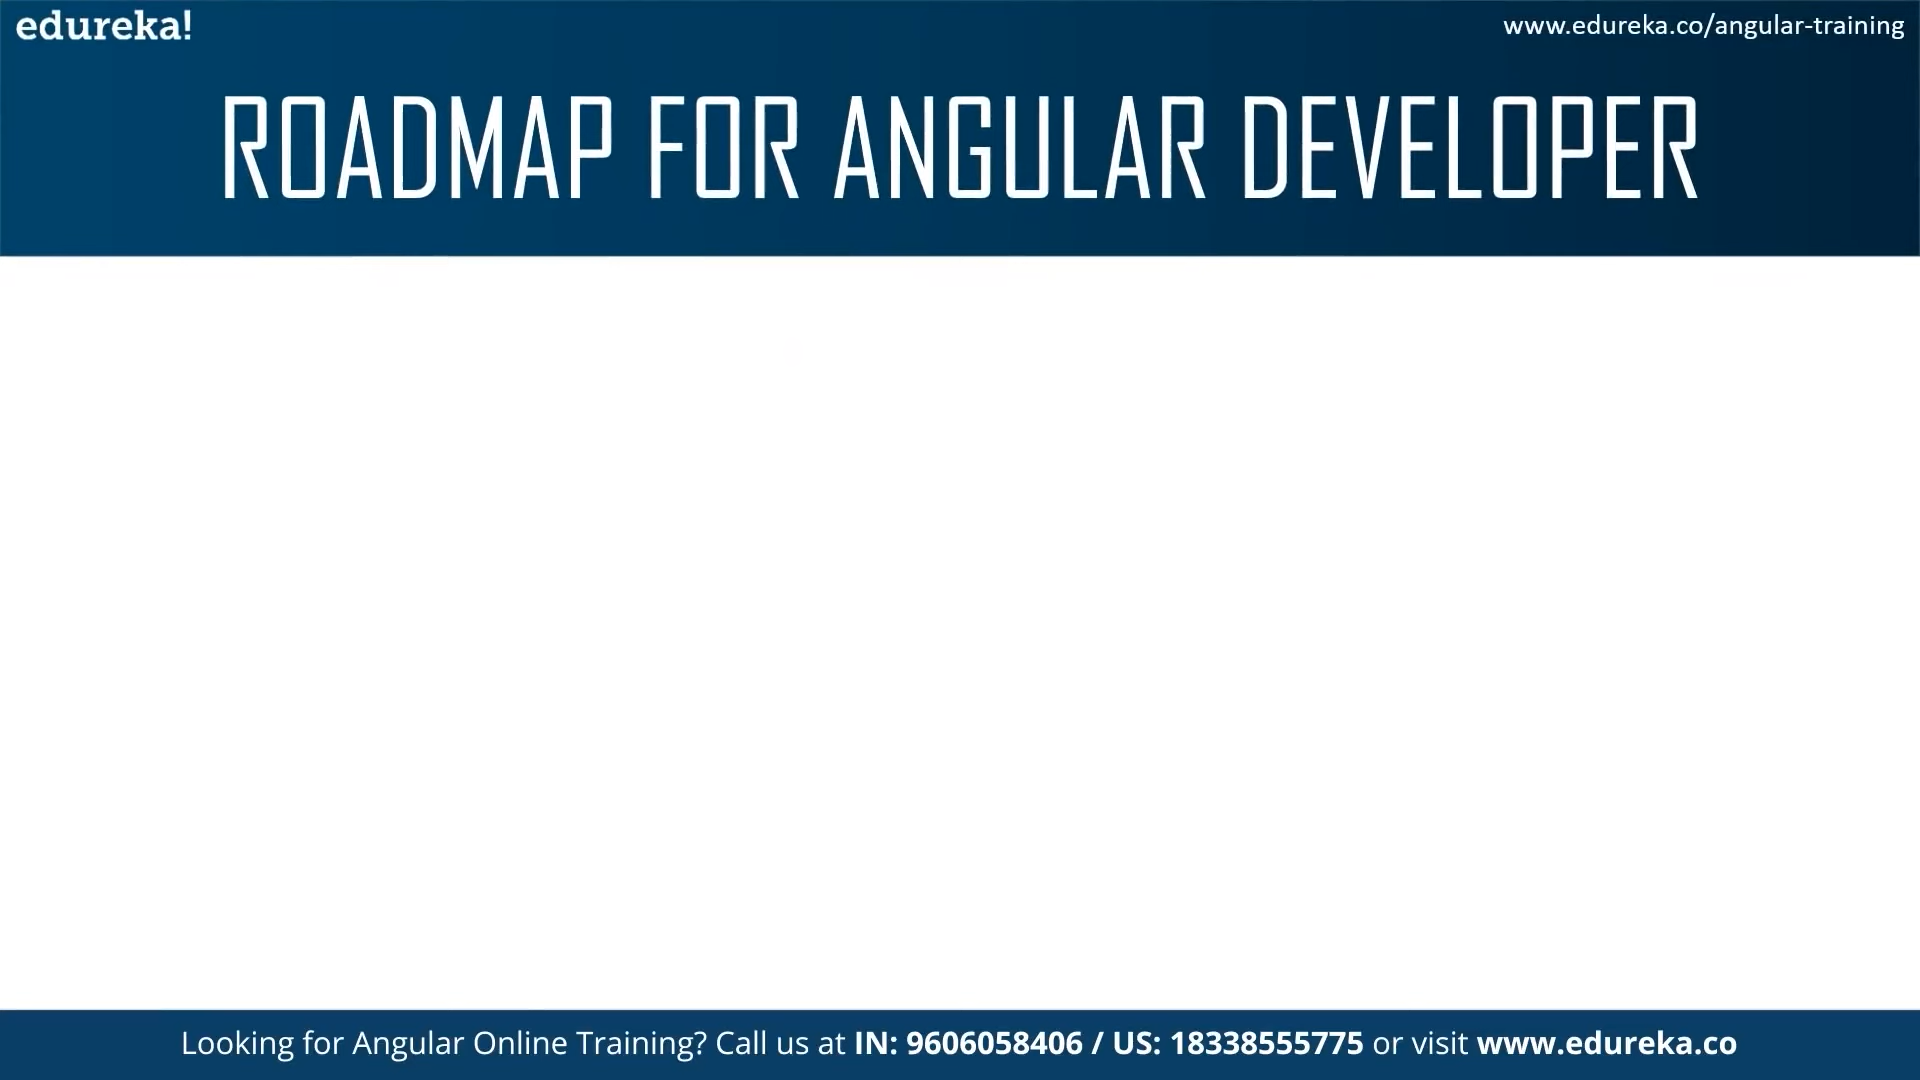 edureka!
www.edureka.co/angular-training
ROADMAP FOR ANGULAR DEVELOPER
Looking for Angular Online Training? Call us at IN: 9606058406 / US: 18338555775 or visit www.edureka.co